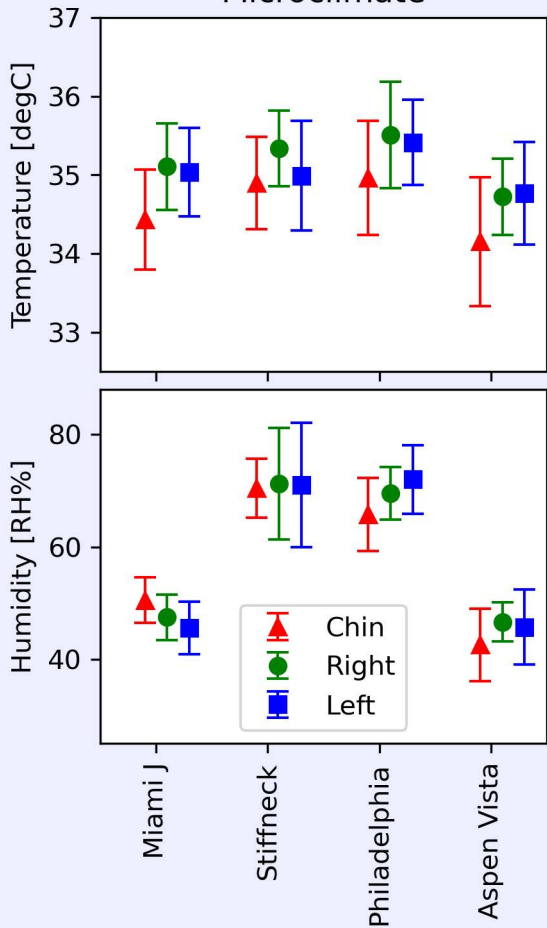 Microclimate
Temperature [degC]
37
36
35
34
33
Humidity [RH%]
80
60
40
Chin
Right
Left
Miami J
Stiffneck
Philadelphia
Aspen Vista